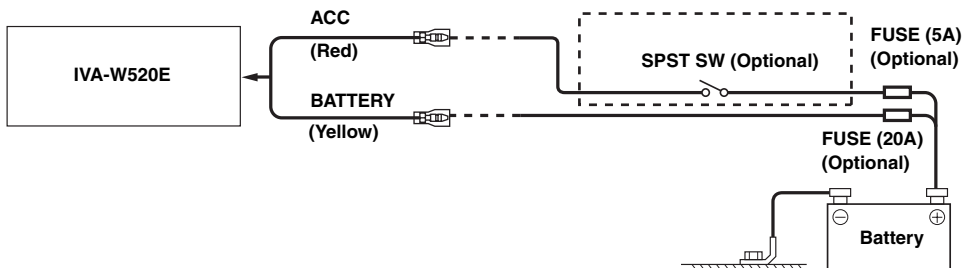 ACC
(Red)
IVA-W520E
BATTERY
(Yellow)
SPST SW (Optional)
FUSE (5A)
(Optional)
FUSE (20A)
(Optional)
Battery